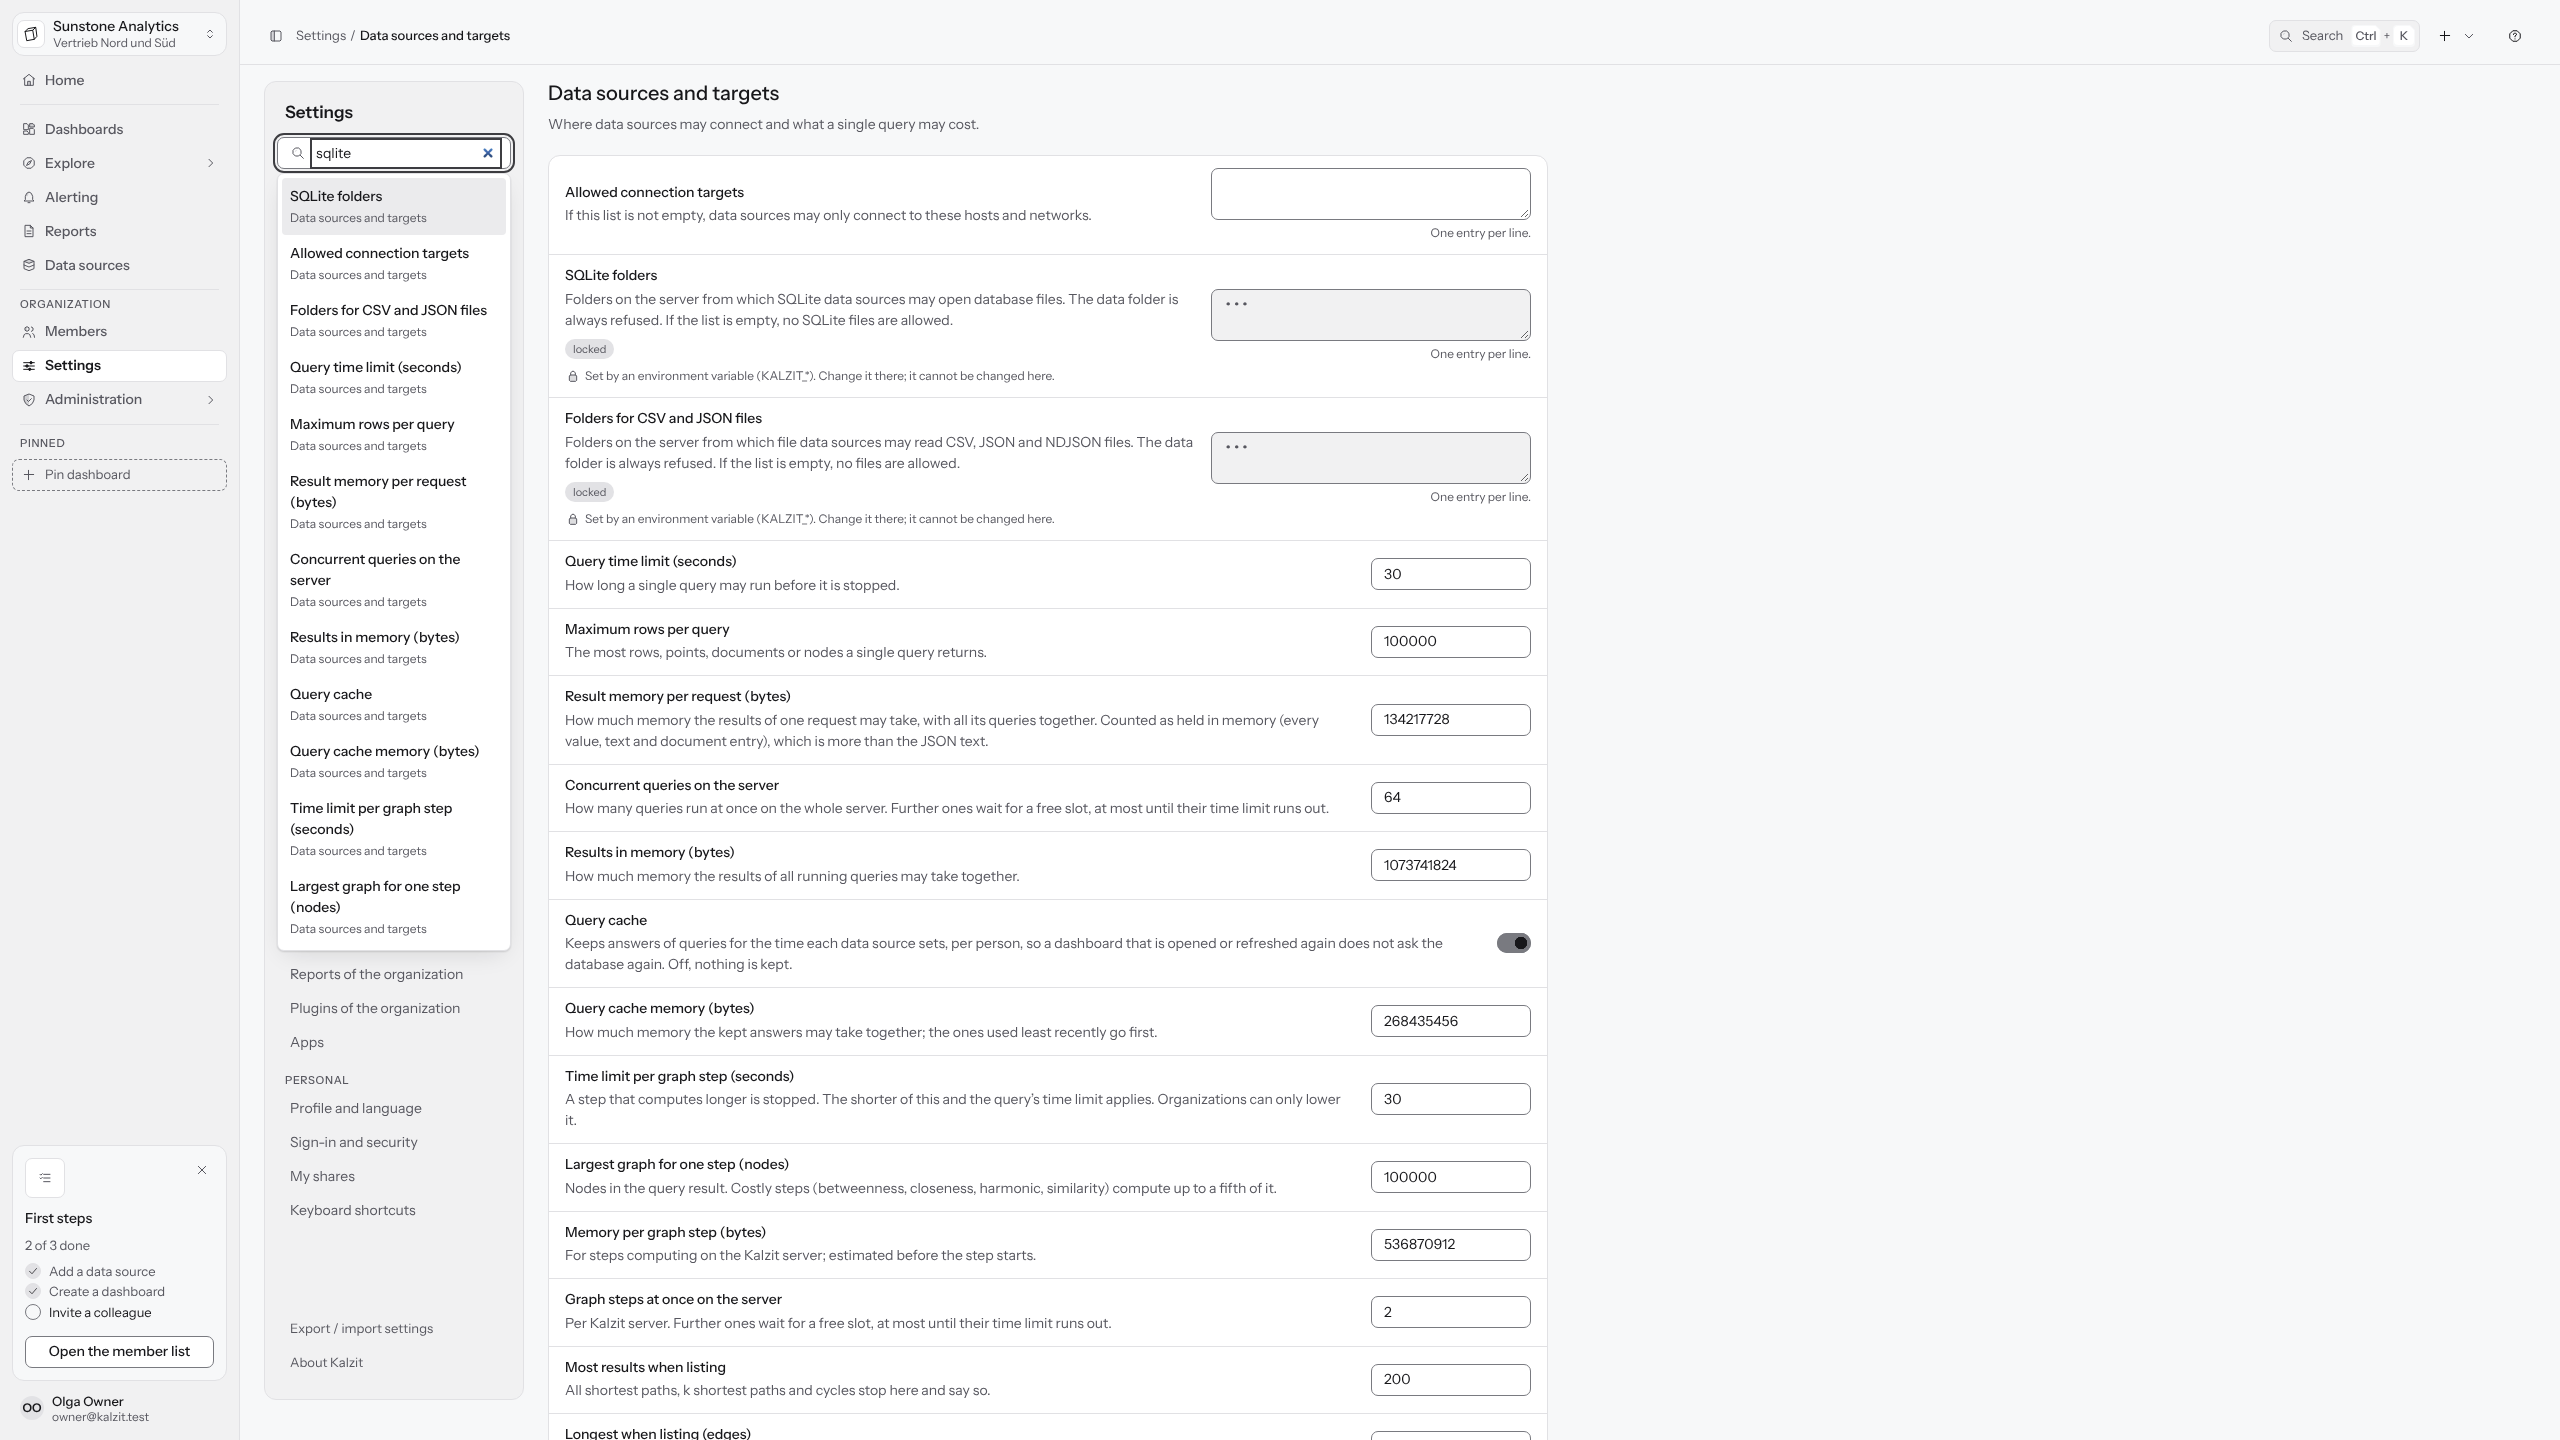 Sunstone Analytics
Vertrieb Nord und Süd
Home
Dashboards
Explore
Alerting
Reports
Data sources
ORGANIZATION
Members
Settings
Administration
PINNED
Pin dashboard
First steps
2 of 3 done
Add a data source
Create a dashboard
Invite a colleague
Open the member list
OO
Olga Owner
owner@kalzit.test
Settings / Data sources and targets
Search Ctrl + K
Settings
sqlite
SQLite folders
Data sources and targets
Allowed connection targets
Data sources and targets
Folders for CSV and JSON files
Data sources and targets
Query time limit (seconds)
Data sources and targets
Maximum rows per query
Data sources and targets
Result memory per request
(bytes)
Data sources and targets
Concurrent queries on the
server
Data sources and targets
Results in memory (bytes)
Data sources and targets
Query cache
Data sources and targets
Query cache memory (bytes)
Data sources and targets
Time limit per graph step
(seconds)
Data sources and targets
Largest graph for one step
(nodes)
Data sources and targets
Reports of the organization
Plugins of the organization
Apps
PERSONAL
Profile and language
Sign-in and security
My shares
Keyboard shortcuts
Export / import settings
About Kalzit
Data sources and targets
Where data sources may connect and what a single query may cost.
Allowed connection targets
If this list is not empty, data sources may only connect to these hosts and networks.
One entry per line.
SQLite folders
Folders on the server from which SQLite data sources may open database files. The data folder is
always refused. If the list is empty, no SQLite files are allowed.
locked
Set by an environment variable (KALZIT_*). Change it there; it cannot be changed here.
•••
One entry per line.
Folders for CSV and JSON files
Folders on the server from which file data sources may read CSV, JSON and NDJSON files. The data
folder is always refused. If the list is empty, no files are allowed.
locked
Set by an environment variable (KALZIT_*). Change it there; it cannot be changed here.
•••
One entry per line.
Query time limit (seconds)
How long a single query may run before it is stopped.
30
Maximum rows per query
The most rows, points, documents or nodes a single query returns.
100000
Result memory per request (bytes)
How much memory the results of one request may take, with all its queries together. Counted as held in memory (every
value, text and document entry), which is more than the JSON text.
134217728
Concurrent queries on the server
How many queries run at once on the whole server. Further ones wait for a free slot, at most until their time limit runs out.
64
Results in memory (bytes)
How much memory the results of all running queries may take together.
1073741824
Query cache
Keeps answers of queries for the time each data source sets, per person, so a dashboard that is opened or refreshed again does not ask the
database again. Off, nothing is kept.
Query cache memory (bytes)
How much memory the kept answers may take together; the ones used least recently go first.
268435456
Time limit per graph step (seconds)
A step that computes longer is stopped. The shorter of this and the query's time limit applies. Organizations can only lower
it.
30
Largest graph for one step (nodes)
Nodes in the query result. Costly steps (betweenness, closeness, harmonic, similarity) compute up to a fifth of it.
100000
Memory per graph step (bytes)
For steps computing on the Kalzit server; estimated before the step starts.
536870912
Graph steps at once on the server
Per Kalzit server. Further ones wait for a free slot, at most until their time limit runs out.
2
Most results when listing
All shortest paths, k shortest paths and cycles stop here and say so.
200
Longest when listing (edges)